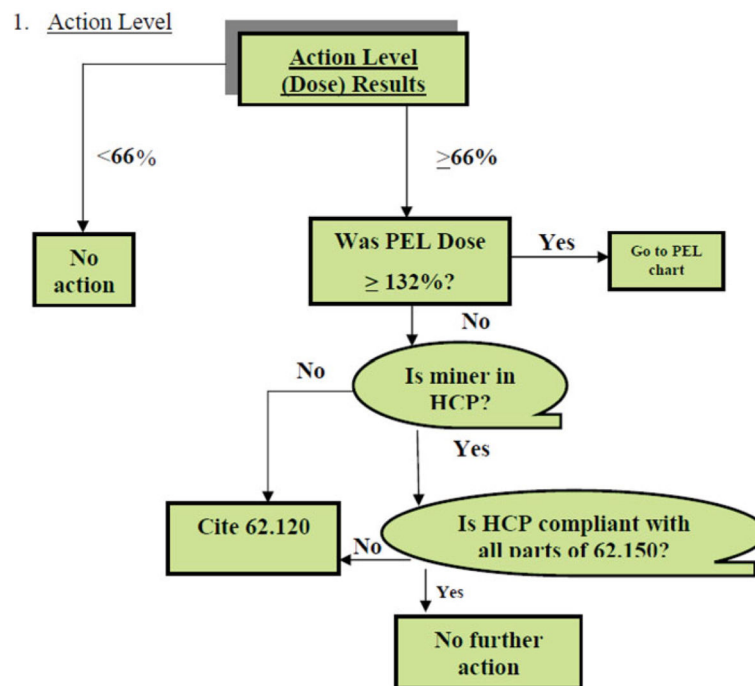 1. Action Level
Action Level
(Dose) Results
<66%
≥66%
No
action
Was PEL Dose
≥ 132%?
Yes
Go to PEL
chart
No
Is miner in
HCP?
No
Yes
Cite 62.120
Is HCP compliant with
all parts of 62.150?
No
Yes
No further
action